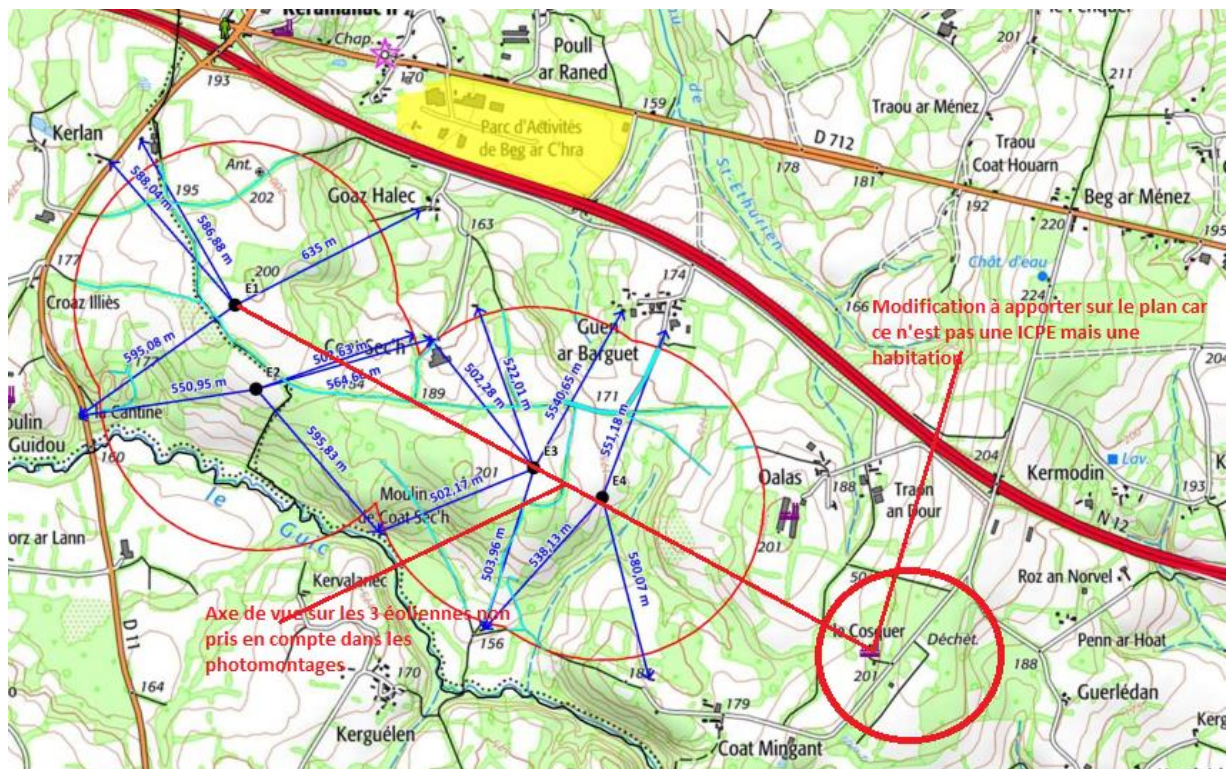 Chap.
170
Poull
ar Raned
193
159
Parc d'Activités
de Beg ar C'hra
D 712
178
181
201
211
Traou ar Ménez
Traou
Coat Houarn
192
Beg ar Ménez
220
195
Chât. d'eau
224
166
St-Ethurien
de
Kerlan
Ant.
202
195
Goaz Halec
163
177
588,04 m
586,88 m
635 m
200
E1
Croaz Illiès
174
Guern
ar Barguet
Modification à apporter sur le plan car
ce n'est pas une ICPE mais une
habitation
595,08 m
550,95 m
E2
189
502,28 m
522,01 m
5540,65 m
171
551,18 m
la Cantine
Guidou
160
595,83 m
502,17 m
201
E3
E4
Moulin
de Coat Sec'h
le
Guic
Oalas
188
Traon
an Dour
204
Kermodin
Lav.
193
N 12
201
503,96 m
538,13 m
580,07 m
Kervalanec
Roz an Norvel
Axe de vue sur les 3 éoliennes non
pris en compte dans les
photomontages
156
le Cosquer
Déchèt.
201
Penn ar Hoat
188
D 11
164
170
Kerguélen
179
Coat Mingant
Guerlédan